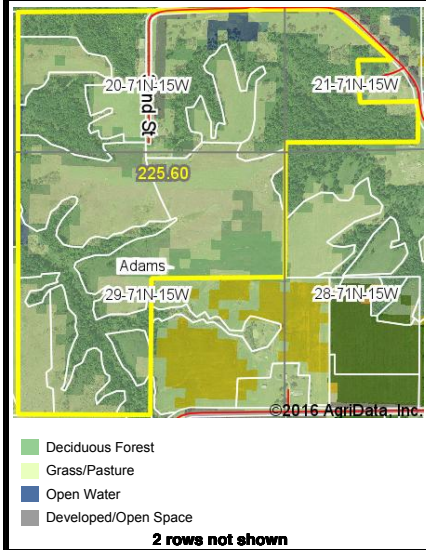 20-71N-15W
21-71N-15W
nd St
225.60
Adams
29-71N-15W
28-71N-15W
©2016 AgriData, Inc.
Deciduous Forest
Grass/Pasture
Open Water
Developed/Open Space
2 rows not shown